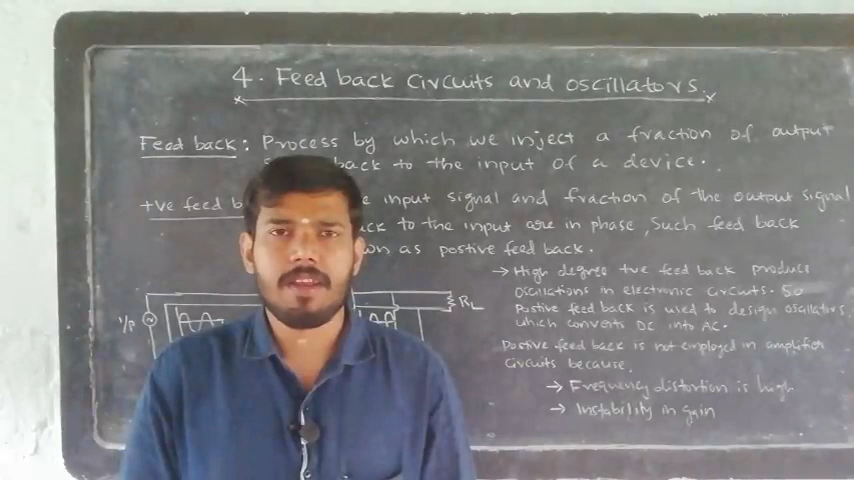 4. Feed back Circuits and oscillators.
Feed back: Process by which we inject a fraction of output
back to the input of a device.
+ve feed b input signal and fraction of the output signal
ck to the input are in phase, such feed back
wn as postive feed back.
→ High degree +ve feed back produce
oscillations in electronic circuits. So
Postive feed back is used to design oscillators,
which converts DC into AC.
Postive feed back is not employed in amplifier
circuits because.
→ Frequency distortion is high
→ Instability in gain
I/P
RL